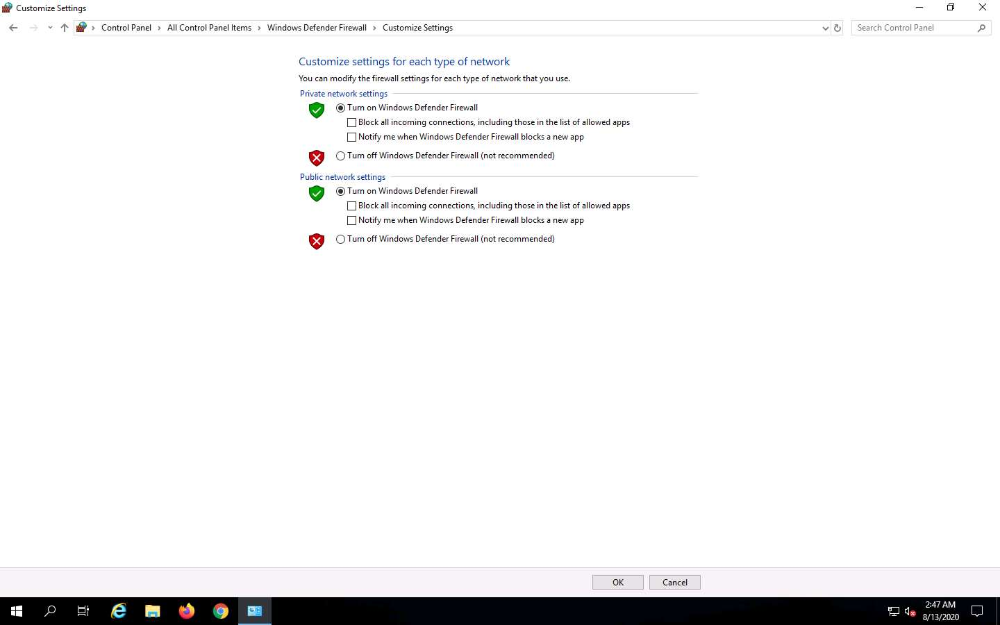 Customize Settings
Control Panel
All Control Panel Items
Windows Defender Firewall
Customize Settings
Search Control Panel
Customize settings for each type of network
You can modify the firewall settings for each type of network that you use.
Private network settings
Turn on Windows Defender Firewall
Block all incoming connections, including those in the list of allowed apps
Notify me when Windows Defender Firewall blocks a new app
Turn off Windows Defender Firewall (not recommended)
Public network settings
Turn on Windows Defender Firewall
Block all incoming connections, including those in the list of allowed apps
Notify me when Windows Defender Firewall blocks a new app
Turn off Windows Defender Firewall (not recommended)
OK
Cancel
2:47 AM
8/13/2020